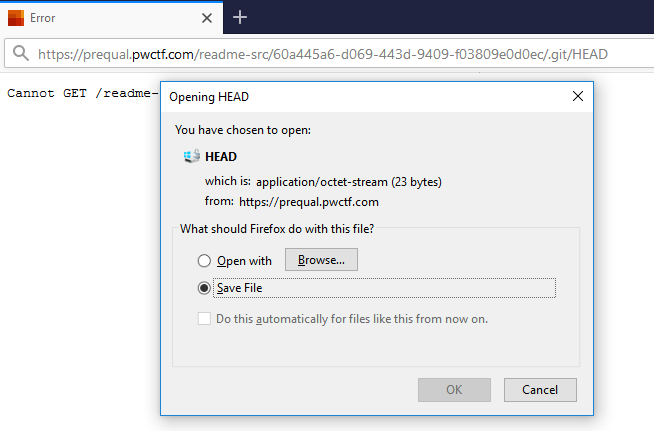 Error
https://prequal.pwctf.com/readme-src/60a445a6-d069-443d-9409-f03809e0d0ec/.git/HEAD
Cannot GET /readme-
Opening HEAD
You have chosen to open:
HEAD
which is: application/octet-stream (23 bytes)
from: https://prequal.pwctf.com
What should Firefox do with this file?
Open with Browse...
Save File
Do this automatically for files like this from now on.
OK Cancel